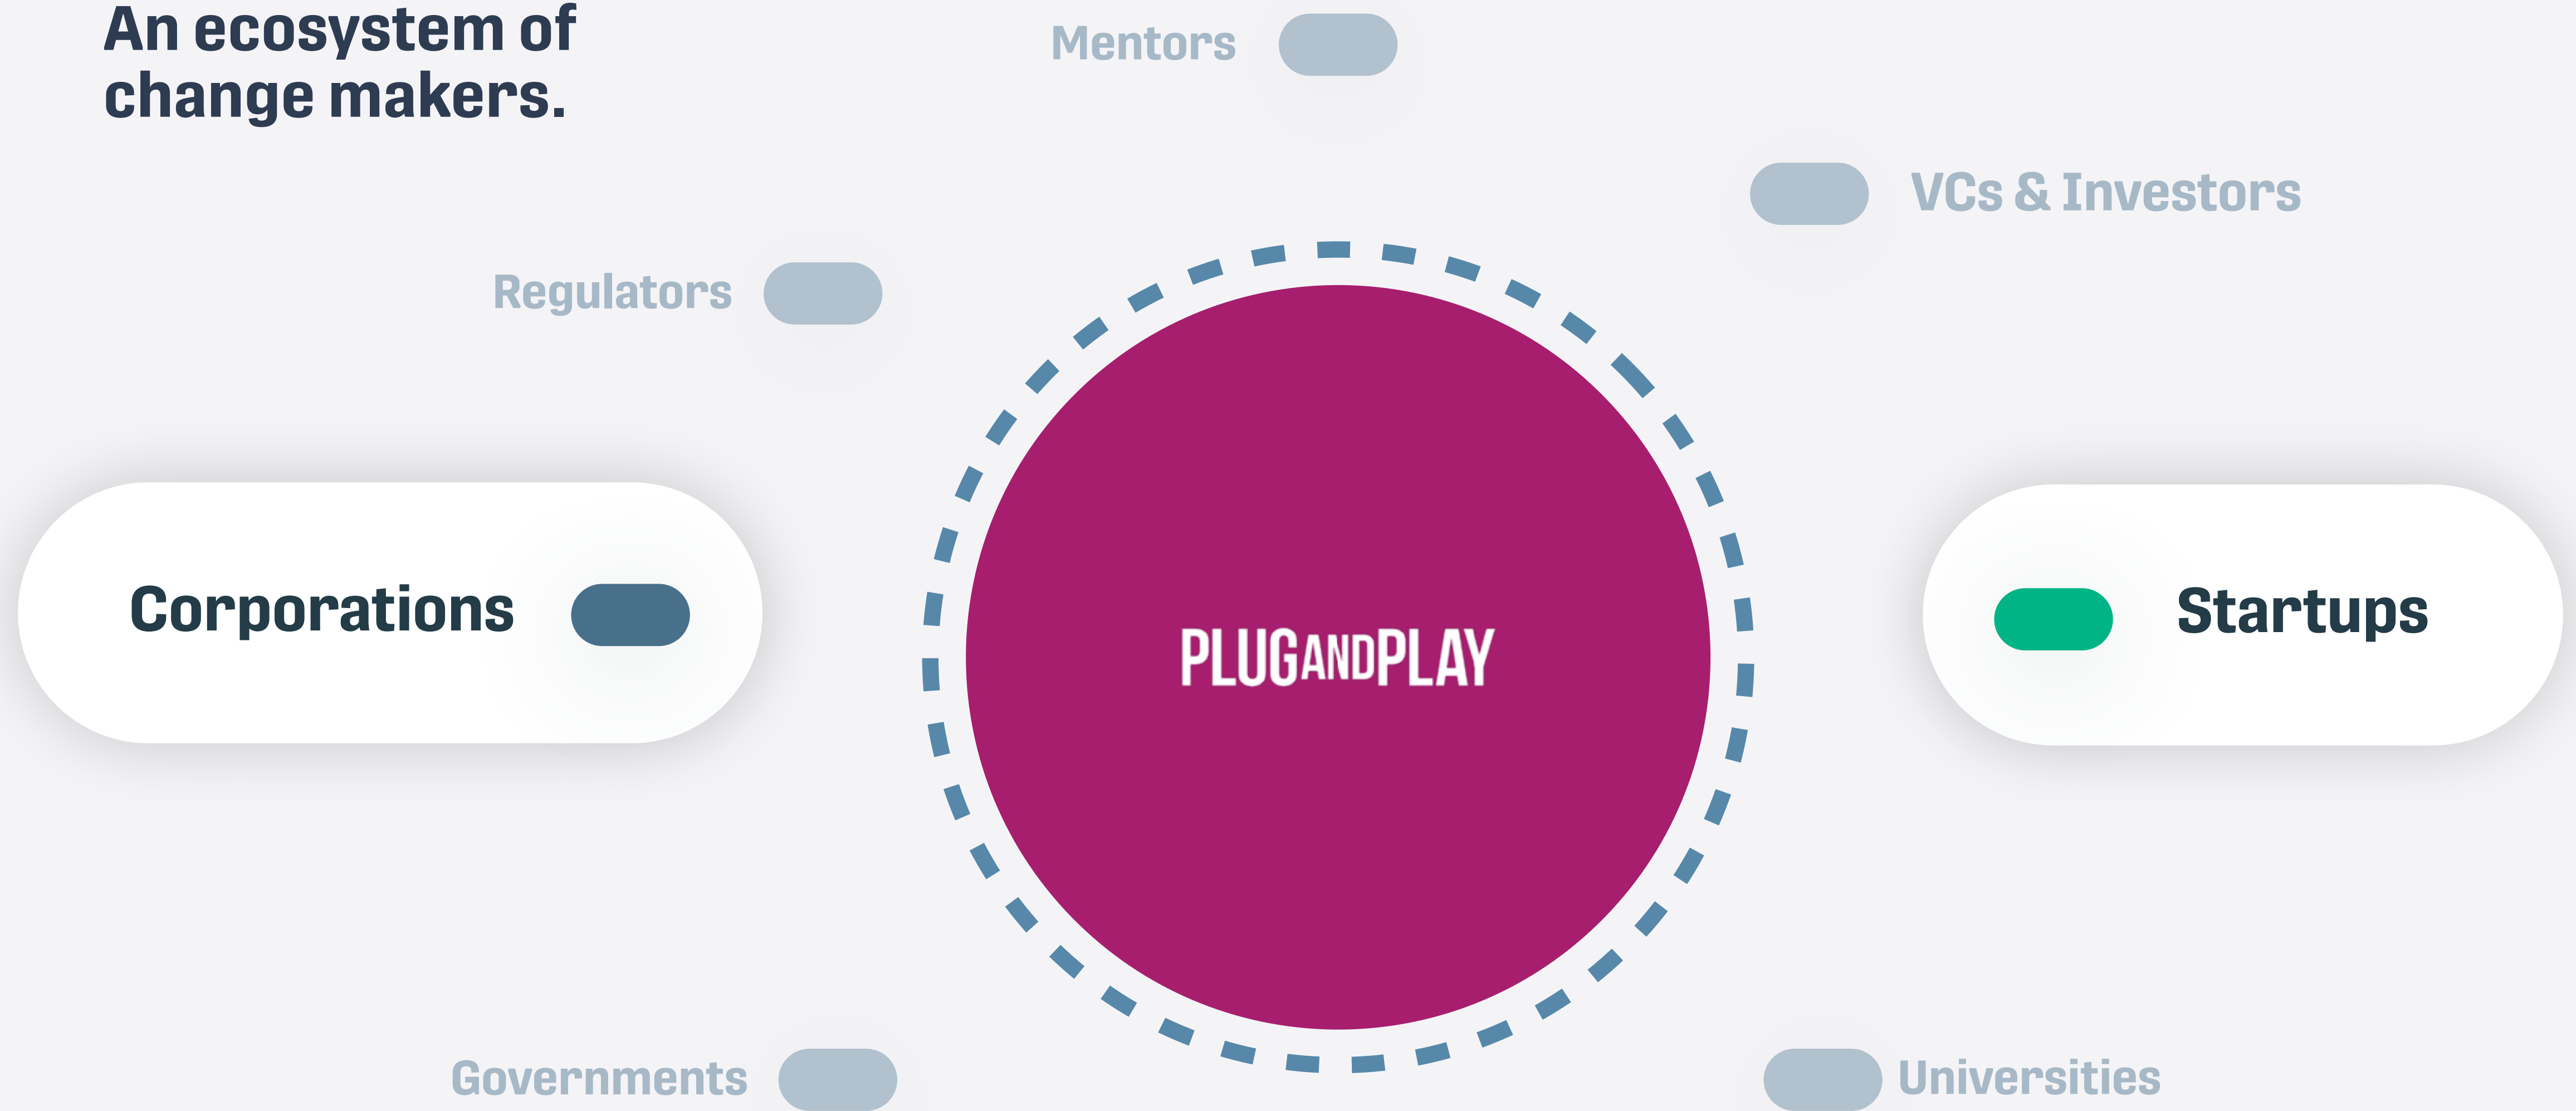 An ecosystem of
change makers.
Mentors
VCs & Investors
Regulators
Corporations
PLUGANDPLAY
Startups
Governments
Universities